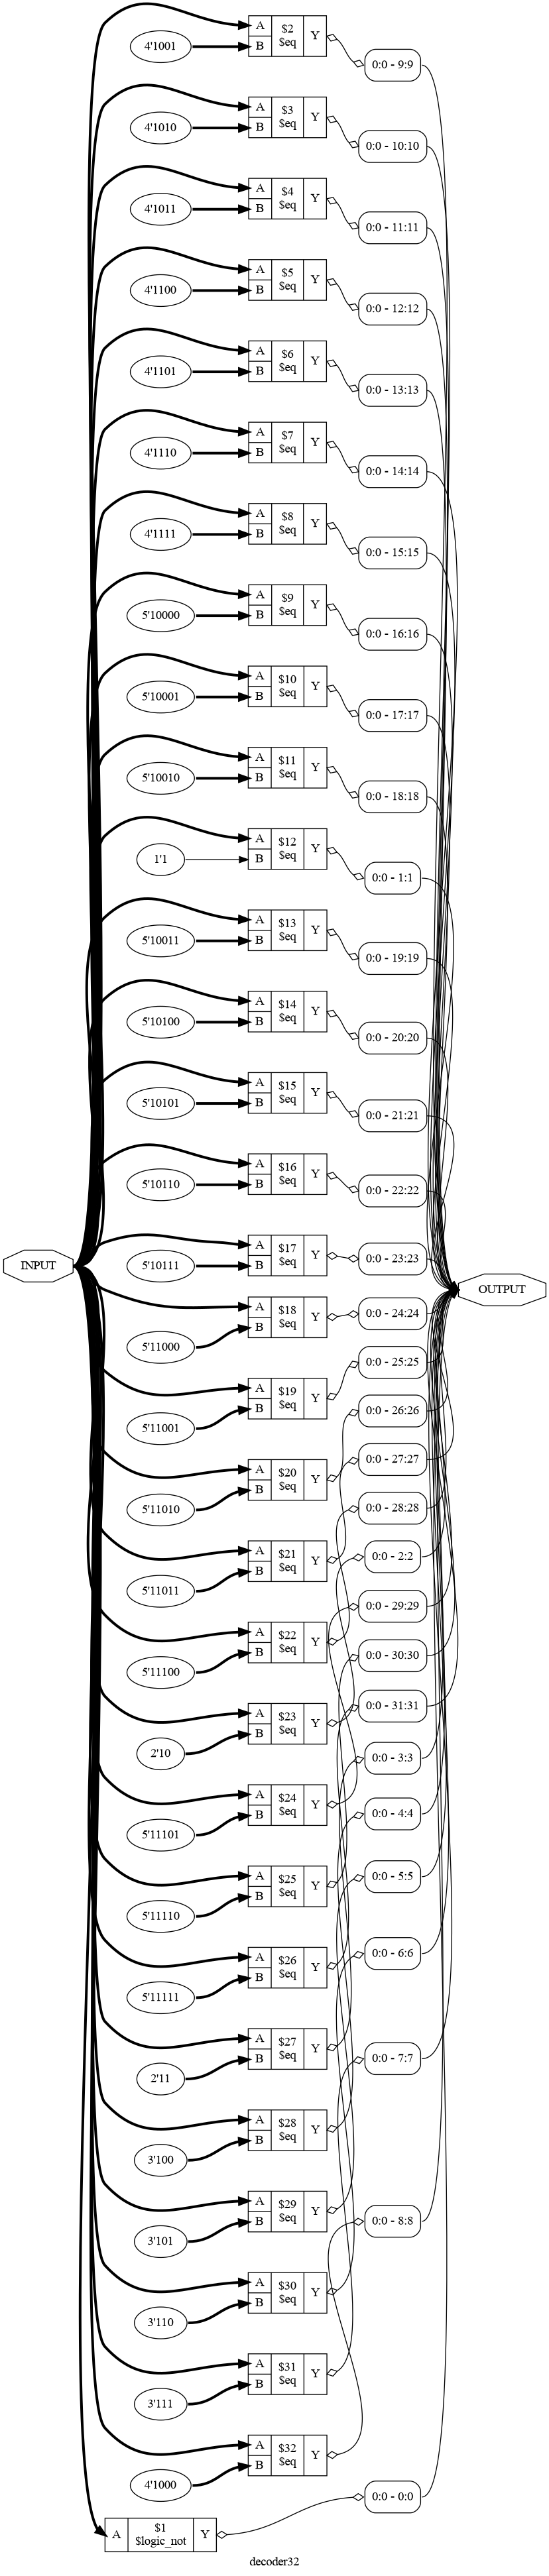 A
B
$2
$eq
Y
4'1001
0:0 - 9:9
A
B
$3
$eq
Y
4'1010
0:0 - 10:10
A
B
$4
$eq
Y
4'1011
0:0 - 11:11
A
B
$5
$eq
Y
4'1100
0:0 - 12:12
A
B
$6
$eq
Y
4'1101
0:0 - 13:13
A
B
$7
$eq
Y
4'1110
0:0 - 14:14
A
B
$8
$eq
Y
4'1111
0:0 - 15:15
A
B
$9
$eq
Y
5'10000
0:0 - 16:16
A
B
$10
$eq
Y
5'10001
0:0 - 17:17
A
B
$11
$eq
Y
5'10010
0:0 - 18:18
A
B
$12
$eq
Y
1'1
0:0 - 1:1
A
B
$13
$eq
Y
5'10011
0:0 - 19:19
A
B
$14
$eq
Y
5'10100
0:0 - 20:20
A
B
$15
$eq
Y
5'10101
0:0 - 21:21
A
B
$16
$eq
Y
5'10110
0:0 - 22:22
A
B
$17
$eq
Y
5'10111
0:0 - 23:23
INPUT
OUTPUT
A
B
$18
$eq
Y
5'11000
0:0 - 24:24
A
B
$19
$eq
Y
5'11001
0:0 - 25:25
A
B
$20
$eq
Y
5'11010
0:0 - 26:26
0:0 - 27:27
A
B
$21
$eq
Y
5'11011
0:0 - 28:28
0:0 - 2:2
A
B
$22
$eq
Y
5'11100
0:0 - 29:29
0:0 - 30:30
A
B
$23
$eq
Y
2'10
0:0 - 31:31
0:0 - 3:3
A
B
$24
$eq
Y
5'11101
0:0 - 4:4
A
B
$25
$eq
Y
5'11110
0:0 - 5:5
A
B
$26
$eq
Y
5'11111
0:0 - 6:6
A
B
$27
$eq
Y
2'11
0:0 - 7:7
A
B
$28
$eq
Y
3'100
A
B
$29
$eq
Y
3'101
0:0 - 8:8
A
B
$30
$eq
Y
3'110
A
B
$31
$eq
Y
3'111
A
B
$32
$eq
Y
4'1000
0:0 - 0:0
A
$1
$logic_not
Y
decoder32